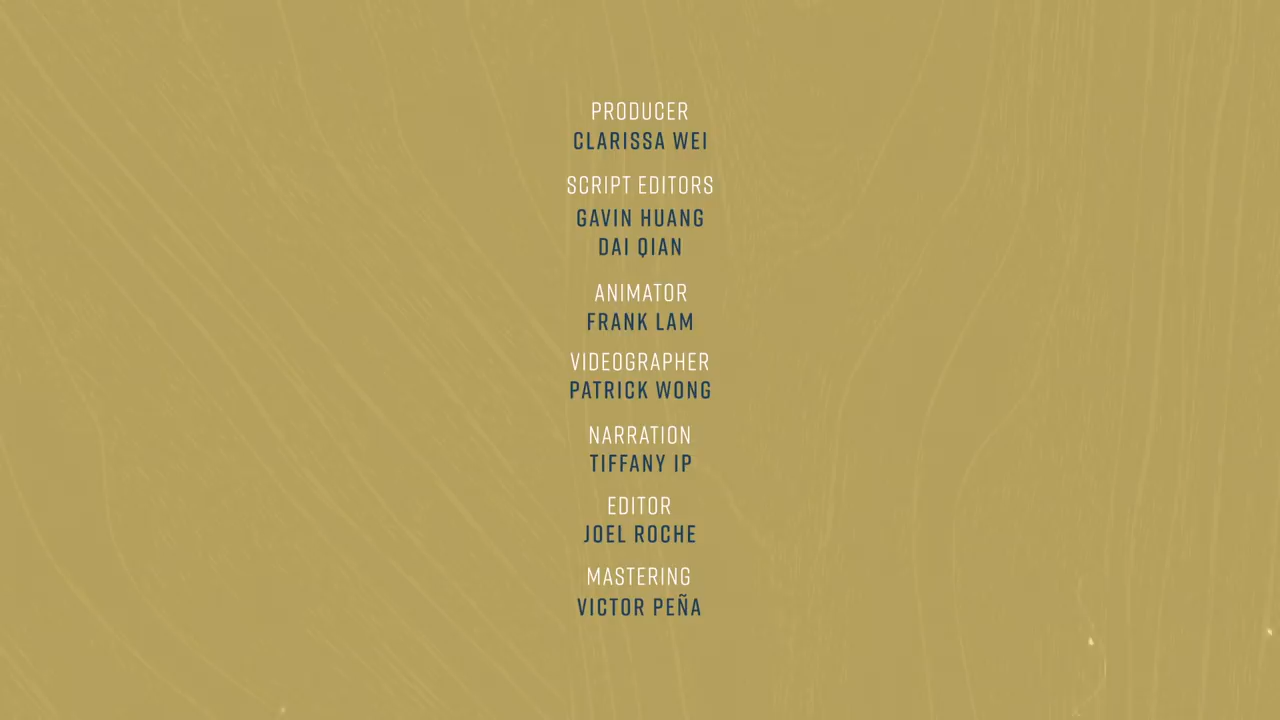 PRODUCER
CLARISSA WEI
SCRIPT EDITORS
GAVIN HUANG
DAI QIAN
ANIMATOR
FRANK LAM
VIDEOGRAPHER
PATRICK WONG
NARRATION
TIFFANY IP
EDITOR
JOEL ROCHE
MASTERING
VICTOR PEÑA